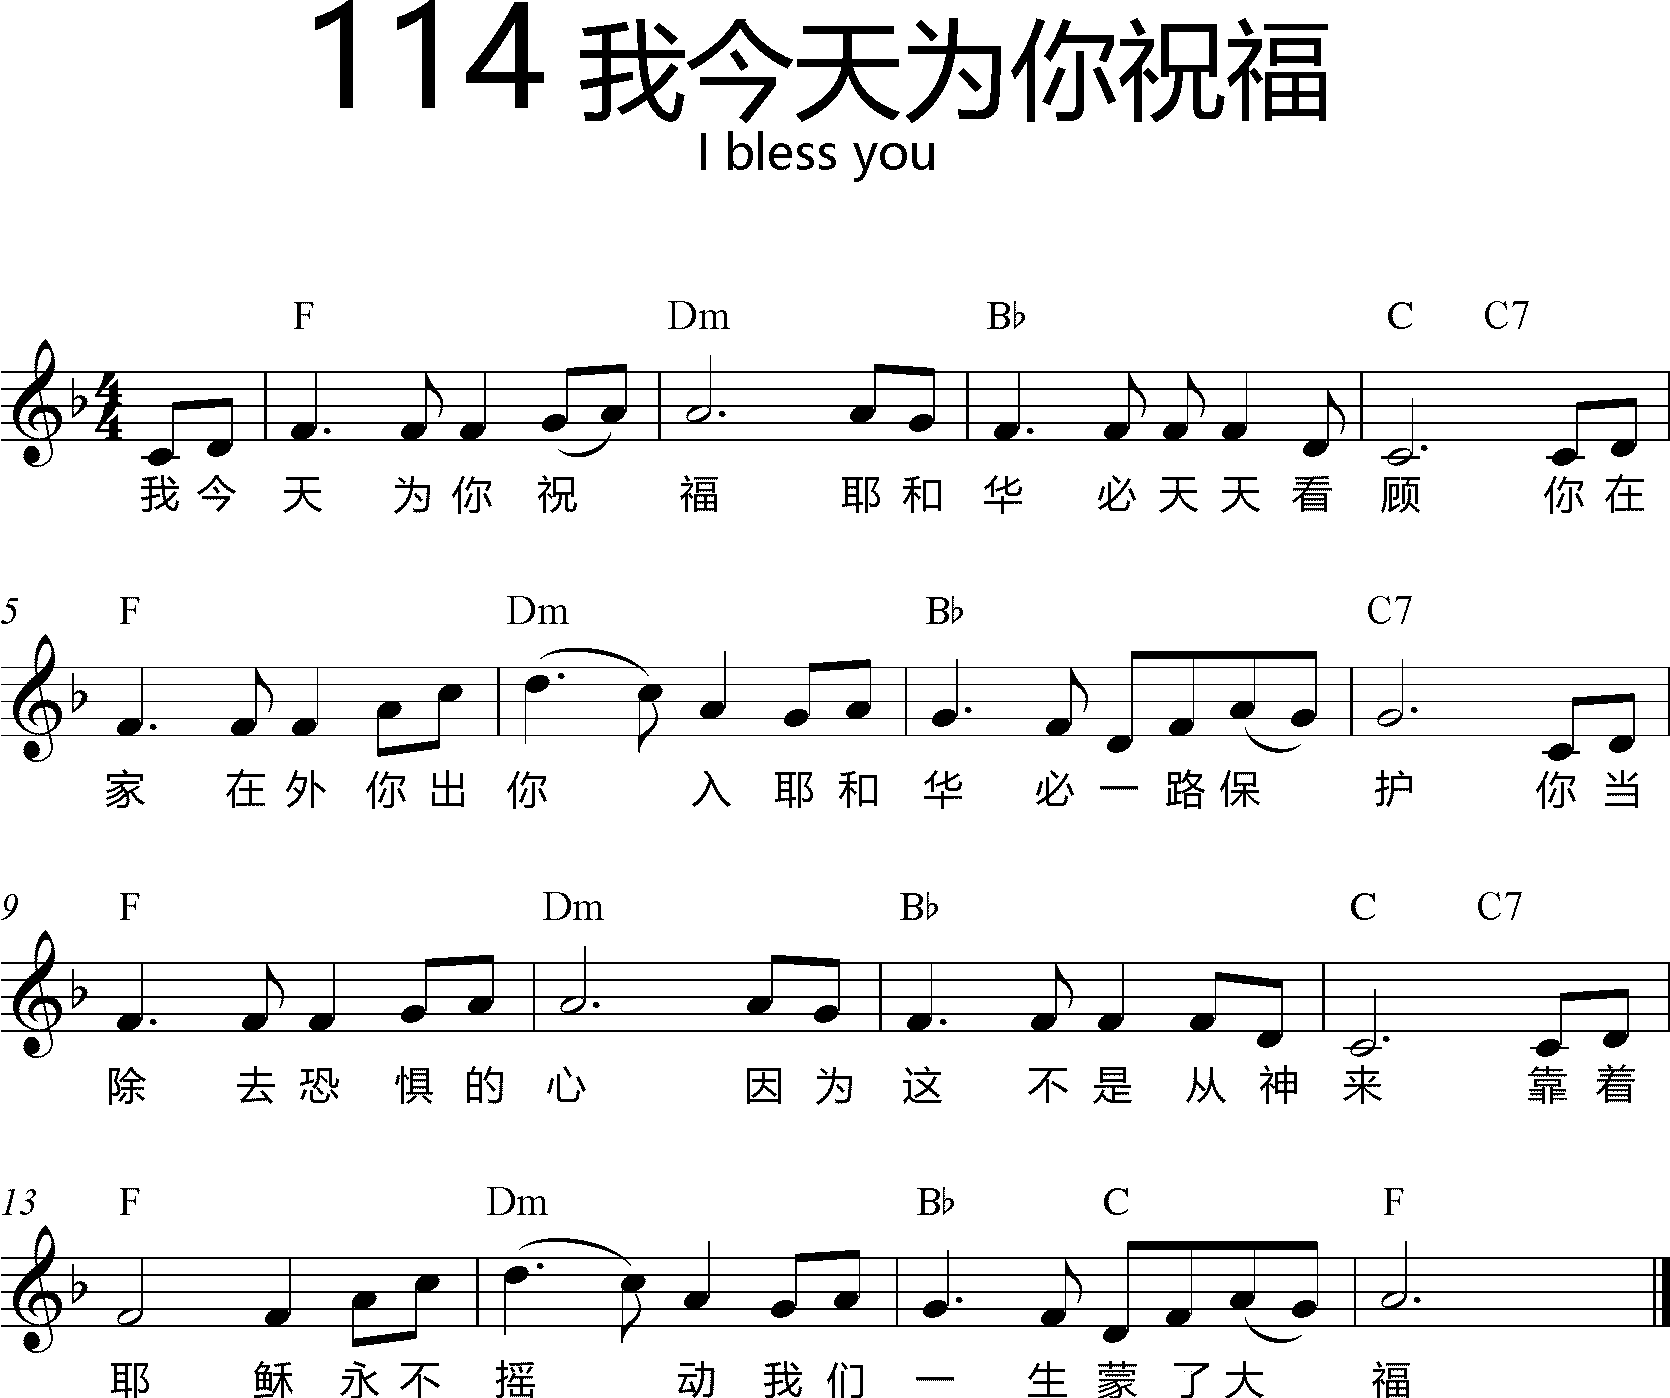 114 我今天为你祝福
I bless you
F Dm B♭ C C7
我今天为你祝福耶和华必天天看顾你在
5 F Dm B♭ C7
家在外你出你入耶和华必一路保护你当
9 F Dm B♭ C C7
除去恐惧的心因为这不是从神来靠着
13 F Dm B♭ C F
耶稣永不摇动我们一生蒙了大福